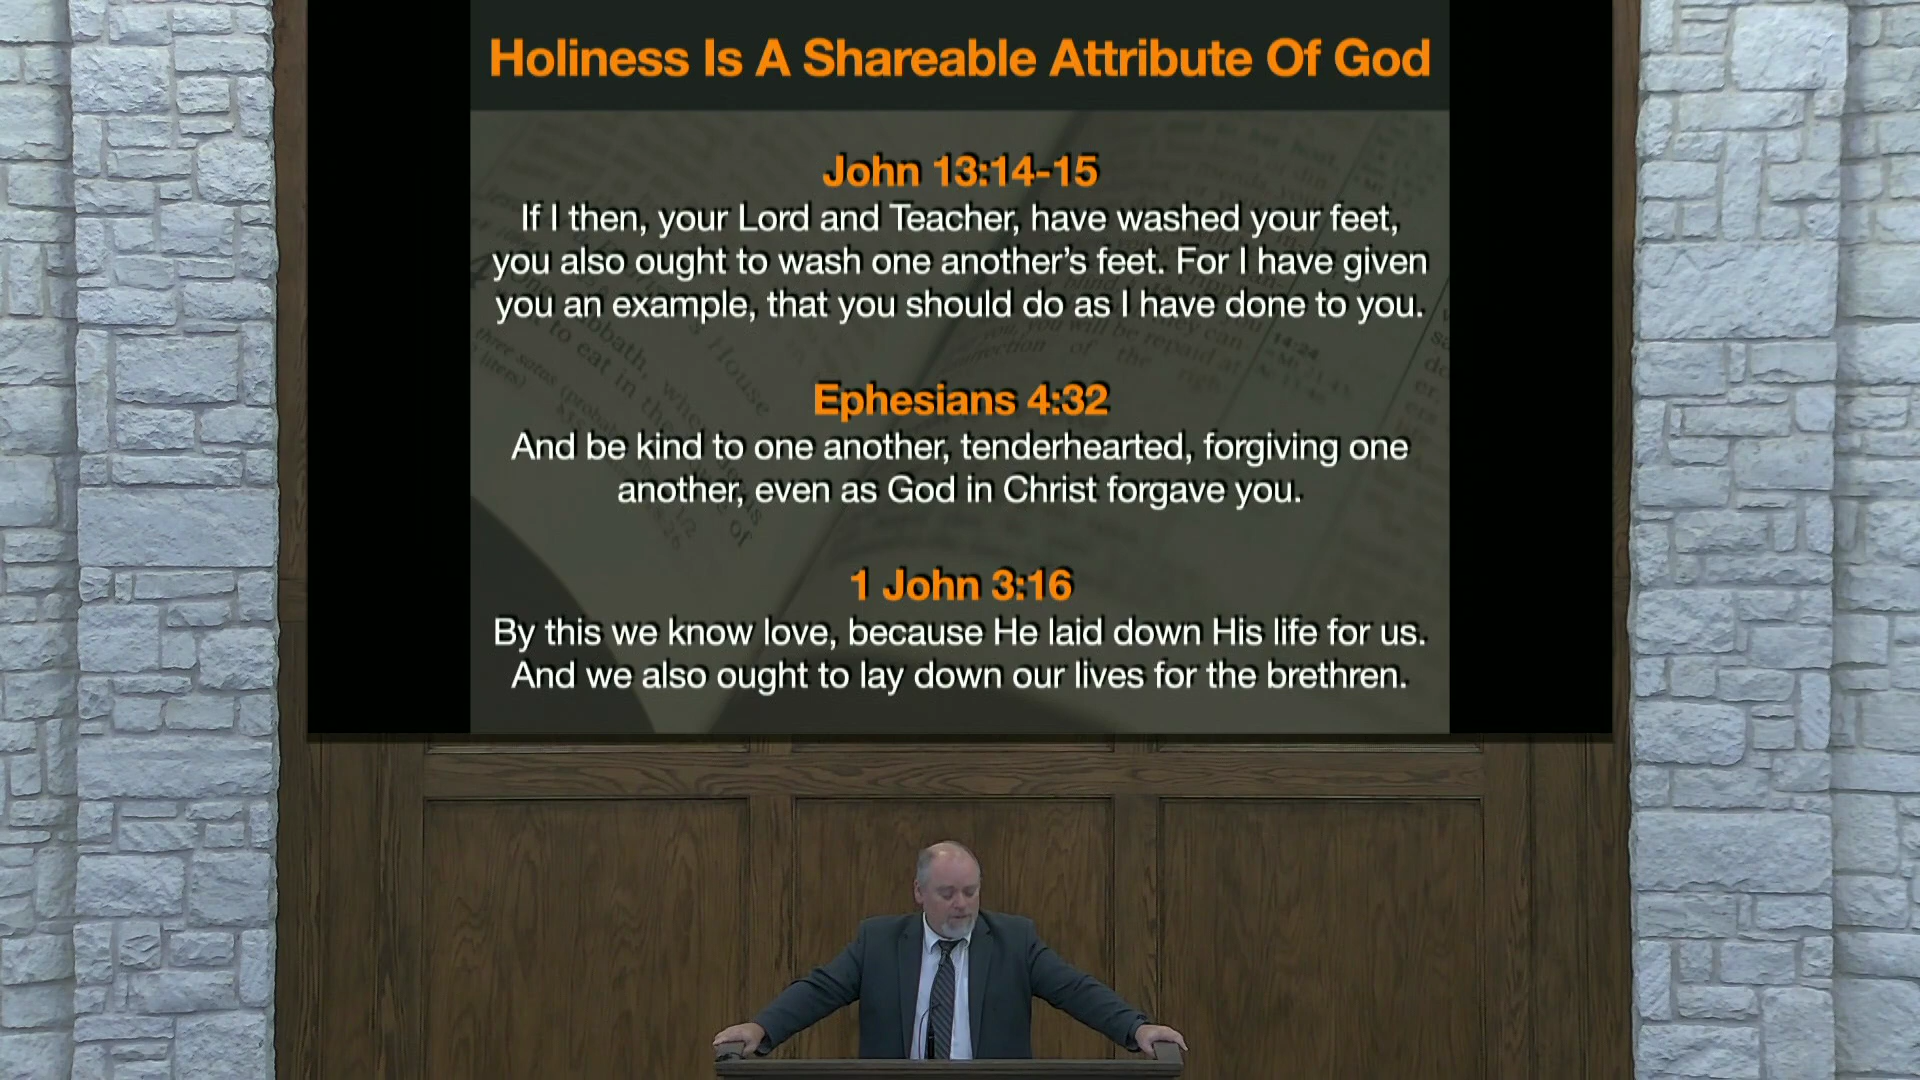 Holiness Is A Shareable Attribute Of God
John 13:14-15
If I then, your Lord and Teacher, have washed your feet,
you also ought to wash one another’s feet. For I have given
you an example, that you should do as I have done to you.
Ephesians 4:32
And be kind to one another, tenderhearted, forgiving one
another, even as God in Christ forgave you.
1 John 3:16
By this we know love, because He laid down His life for us.
And we also ought to lay down our lives for the brethren.